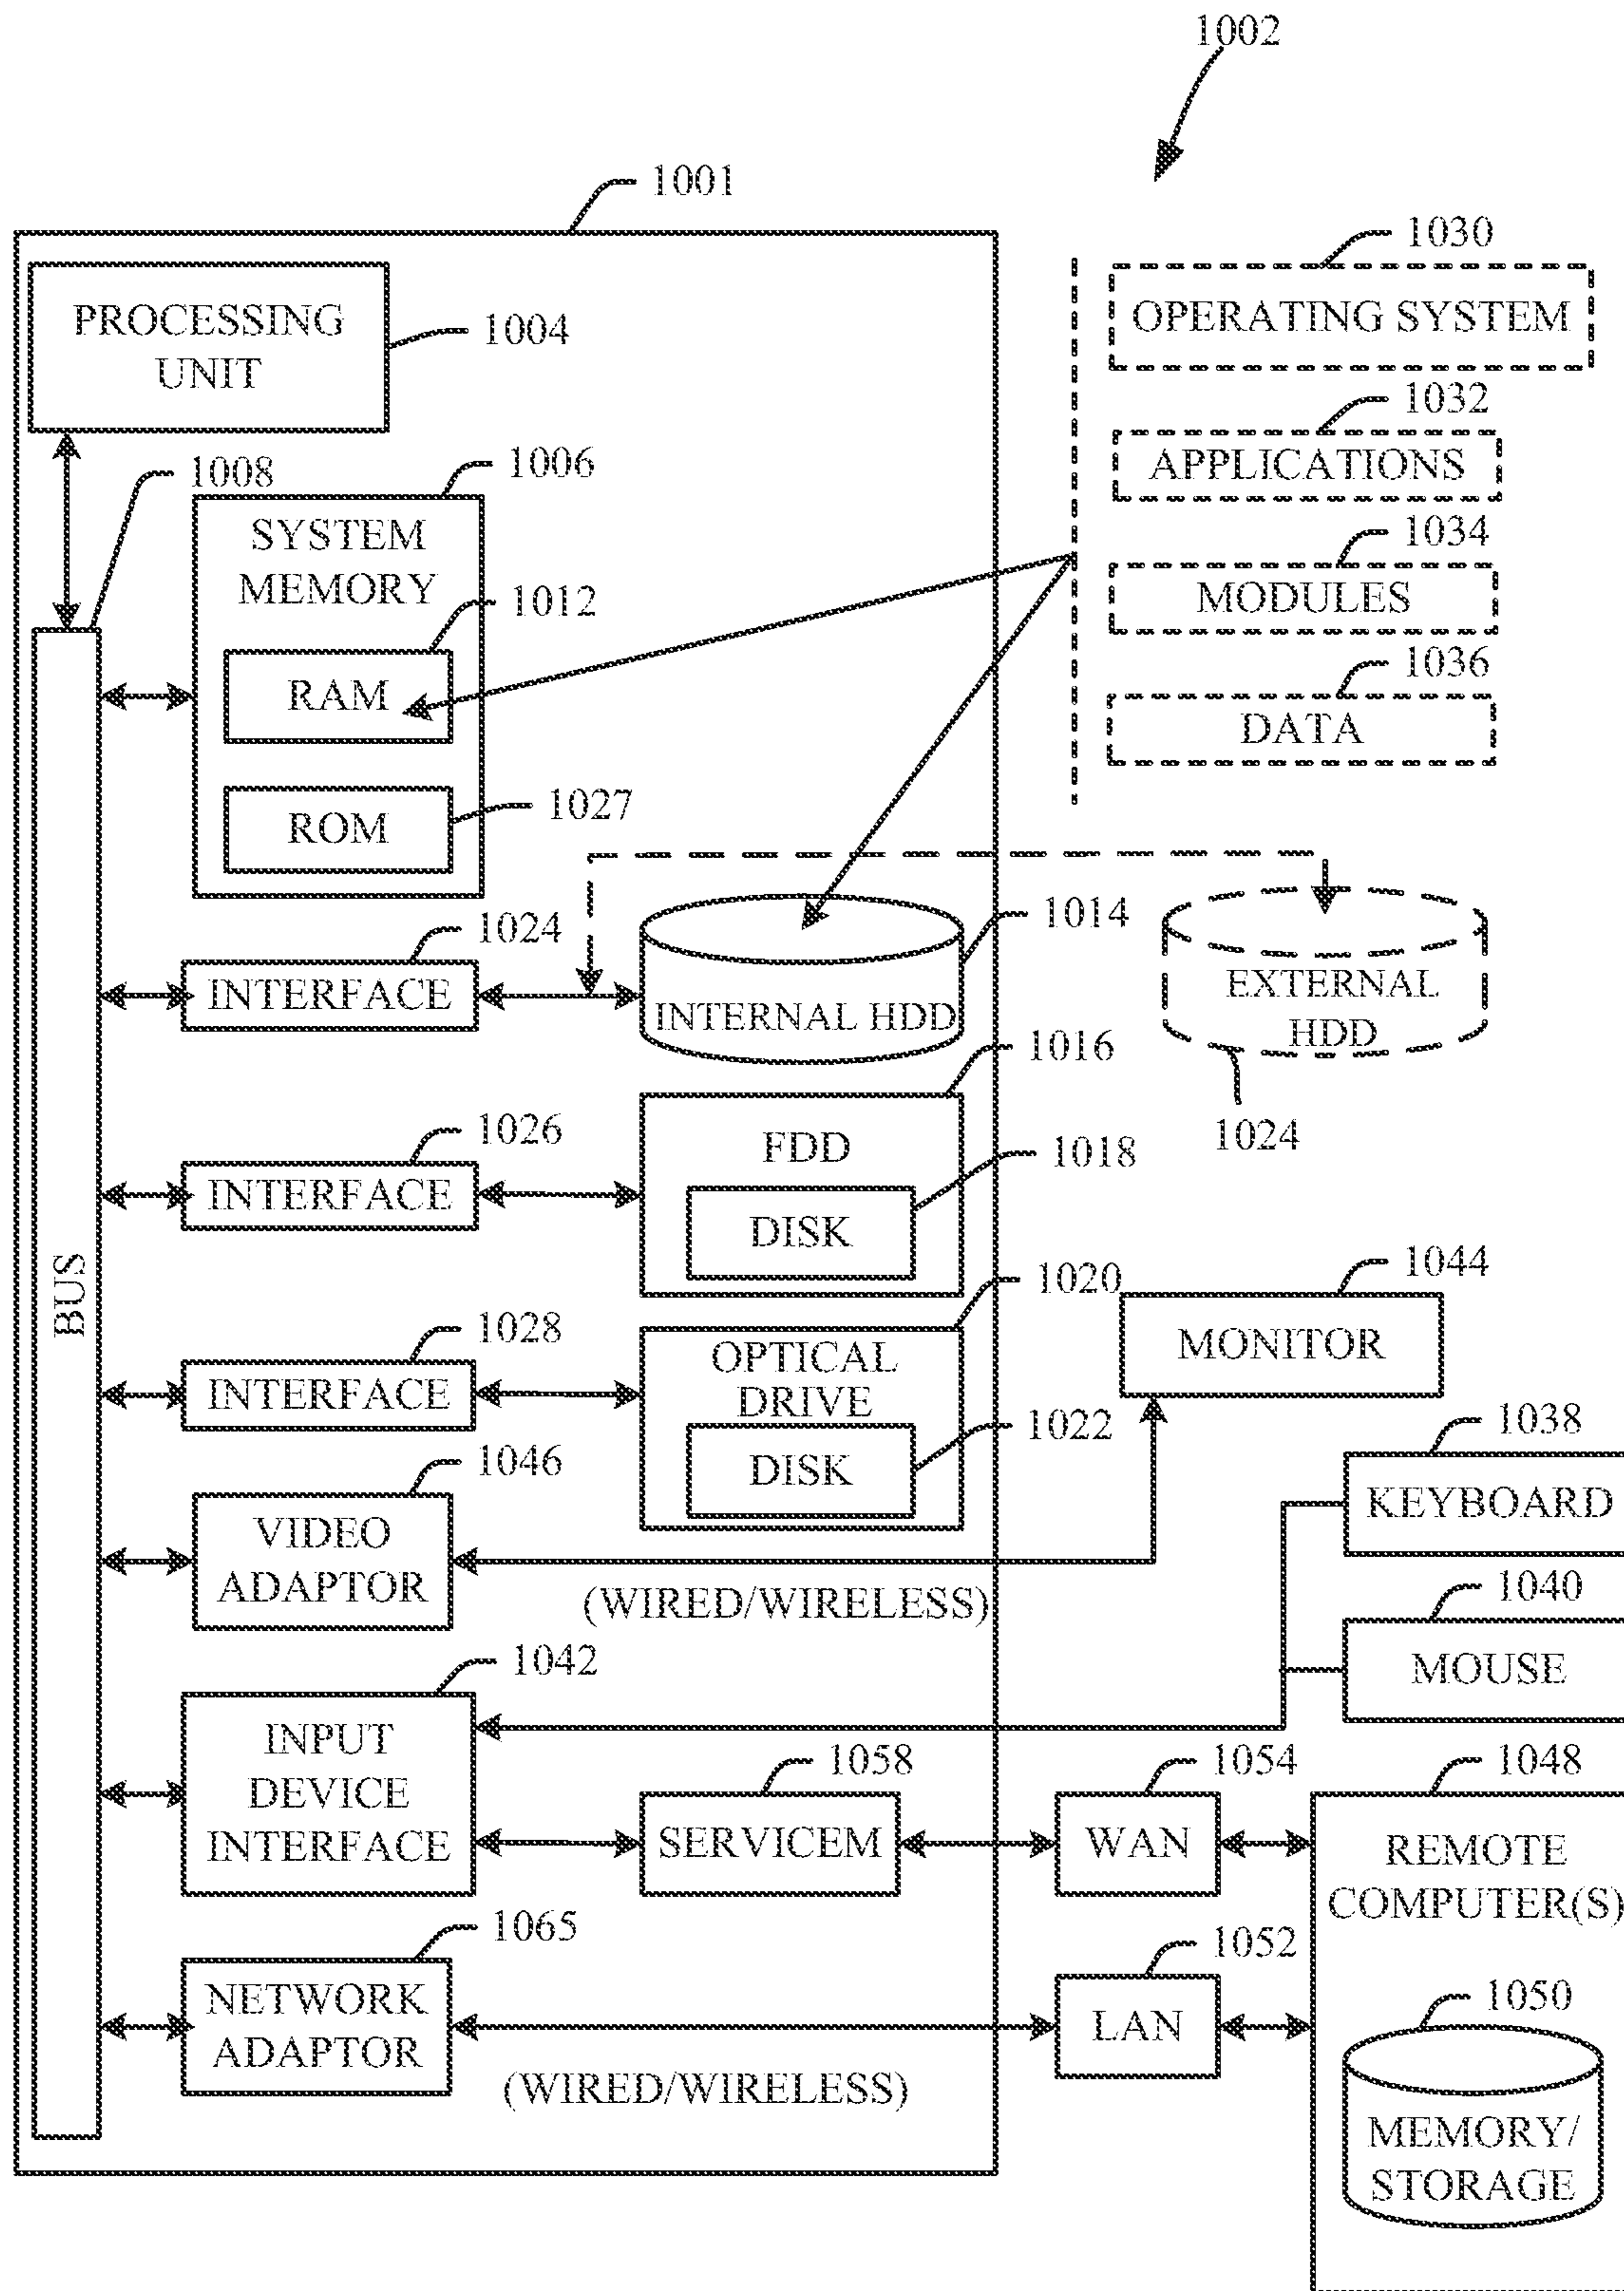 1002
1001
PROCESSING
UNIT
1004
1030
OPERATING SYSTEM
1032
APPLICATIONS
1034
MODULES
1036
DATA
1008
1006
SYSTEM
MEMORY
1012
RAM
ROM
1027
1024
INTERFACE
1014
INTERNAL HDD
EXTERNAL
HDD
1024
1026
INTERFACE
1016
FDD
1018
DISK
BUS
1028
INTERFACE
1020
OPTICAL
DRIVE
1022
DISK
1044
MONITOR
1046
VIDEO
ADAPTOR
(WIRED/WIRELESS)
1038
KEYBOARD
1040
MOUSE
1042
INPUT
DEVICE
INTERFACE
1058
SERVICEM
1054
WAN
1048
REMOTE
COMPUTER(S)
1065
NETWORK
ADAPTOR
(WIRED/WIRELESS)
1052
LAN
1050
MEMORY/
STORAGE